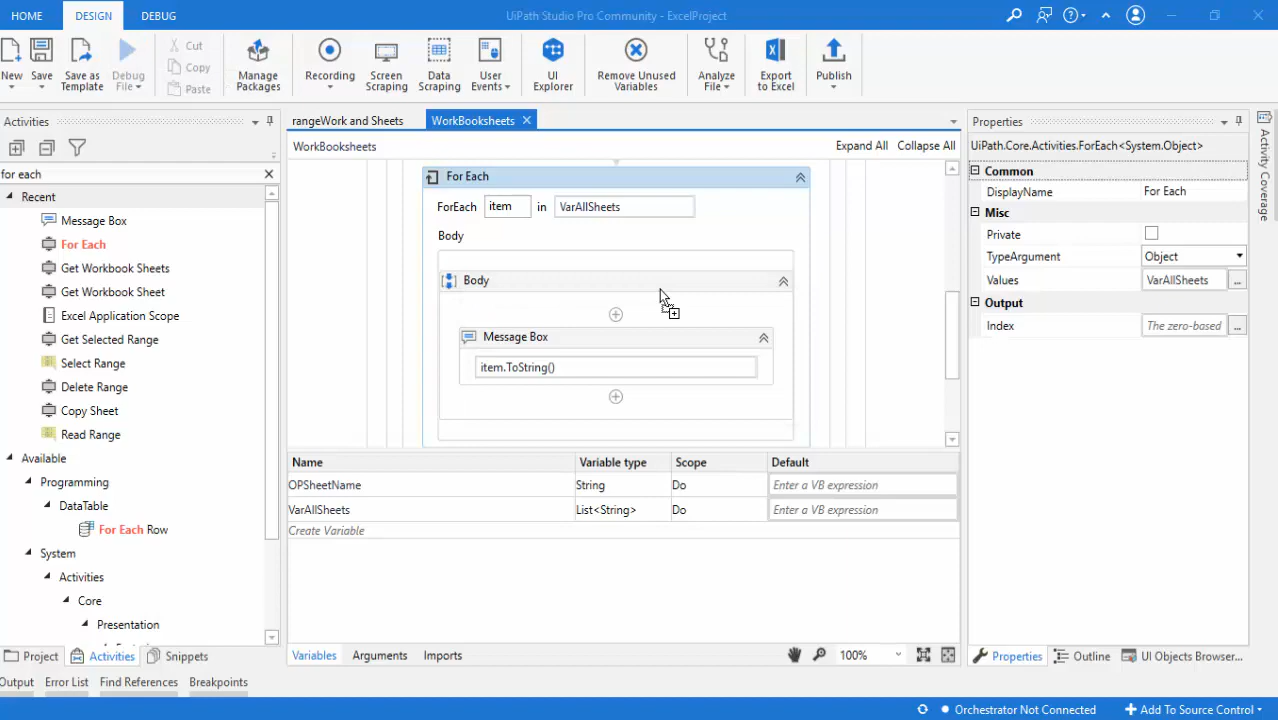 HOME DESIGN DEBUG UiPath Studio Pro Community - ExcelProject
New Save Save as Template Debug File Cut Copy Paste Manage Packages Recording Screen Scraping Data Scraping User Events UI Explorer Remove Unused Variables Analyze File Export to Excel Publish
Activities
for each
Recent
Message Box
For Each
Get Workbook Sheets
Get Workbook Sheet
Excel Application Scope
Get Selected Range
Select Range
Delete Range
Copy Sheet
Read Range
Available
Programming
DataTable
For Each Row
System
Activities
Core
Presentation
Project Activities Snippets
rangeWork and Sheets WorkBooksheets
WorkBooksheets Expand All Collapse All
For Each
ForEach item in VarAllSheets
Body
Body
Message Box
item.ToString()
Name Variable type Scope Default
OPSheetName String Do Enter a VB expression
VarAllSheets List<String> Do Enter a VB expression
Create Variable
Variables Arguments Imports 100%
Properties
UiPath.Core.Activities.ForEach<System.Object>
Common
DisplayName For Each
Misc
Private
TypeArgument Object
Values VarAllSheets ...
Output
Index The zero-based ...
Properties Outline UI Objects Browser...
Activity Coverage
Output Error List Find References Breakpoints
Orchestrator Not Connected Add To Source Control